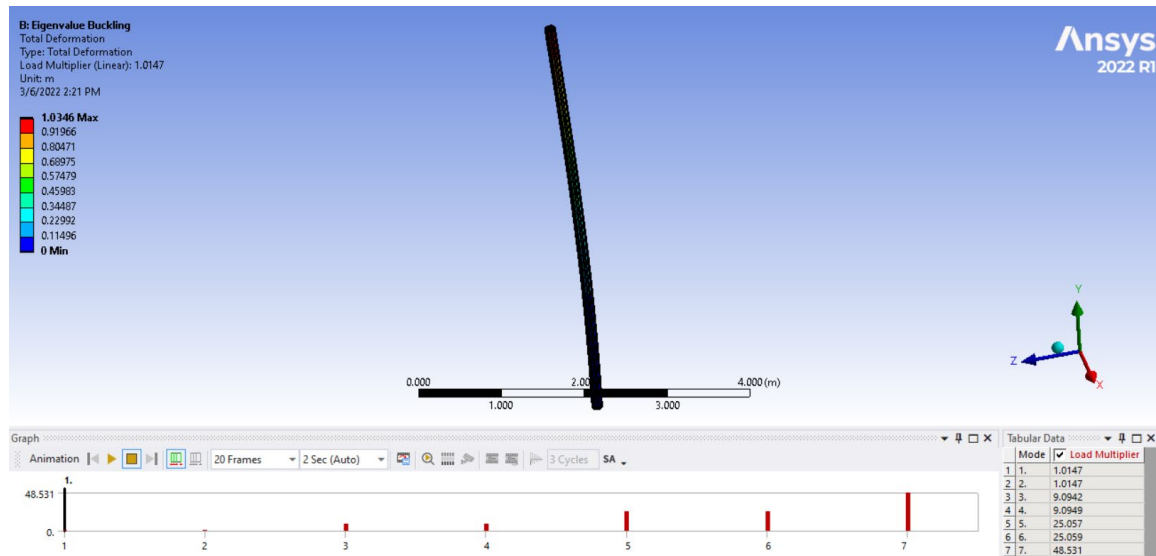 B: Eigenvalue Buckling
Total Deformation
Type: Total Deformation
Load Multiplier (Linear): 1.0147
Unit: m
3/6/2022 2:21 PM
1.0346 Max
0.91966
0.80471
0.68975
0.57479
0.45983
0.34487
0.22992
0.11496
0 Min
Ansys
2022 R1
Y
Z
X
0.000 2.00 4.000 (m)
1.000 3.000
Graph
Animation 20 Frames 2 Sec (Auto) 3 Cycles SA
1.
48.531
0.
1 2 3 4 5 6 7
Tabular Data
Mode Load Multiplier
1 1. 1.0147
2 2. 1.0147
3 3. 9.0942
4 4. 9.0949
5 5. 25.057
6 6. 25.059
7 7. 48.531